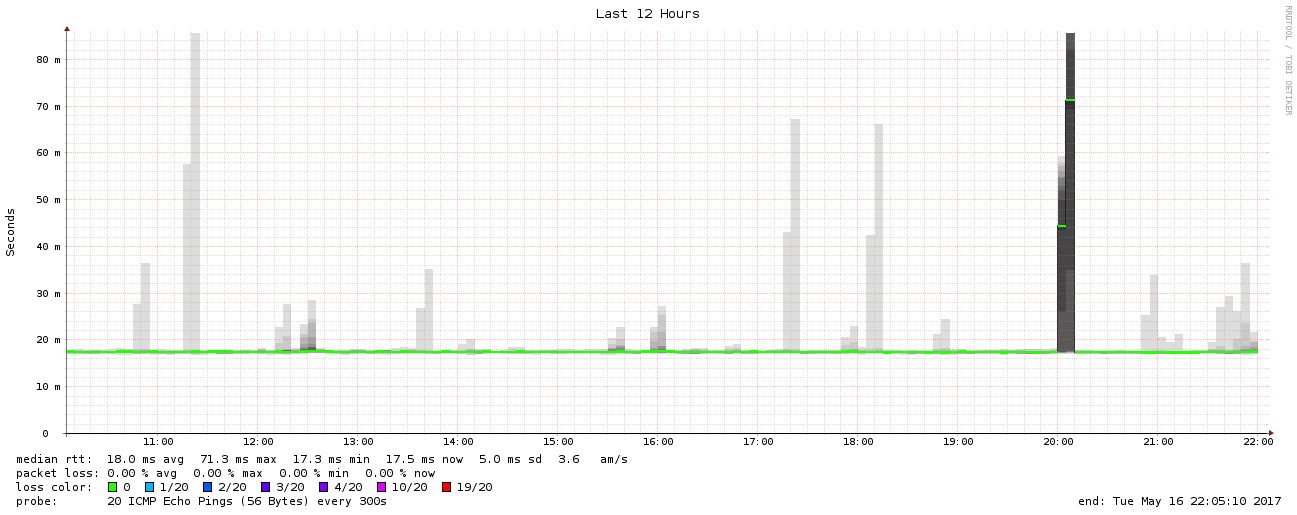 Last 12 Hours
RRDTOOL / TOBI OETIKER
Seconds
80 m
70 m
60 m
50 m
40 m
30 m
20 m
10 m
0
11:00 12:00 13:00 14:00 15:00 16:00 17:00 18:00 19:00 20:00 21:00 22:00
median rtt: 18.0 ms avg 71.3 ms max 17.3 ms min 17.5 ms now 5.0 ms sd 3.6 am/s
packet loss: 0.00 % avg 0.00 % max 0.00 % min 0.00 % now
loss color: 0 1/20 2/20 3/20 4/20 10/20 19/20
probe: 20 ICMP Echo Pings (56 Bytes) every 300s end: Tue May 16 22:05:10 2017